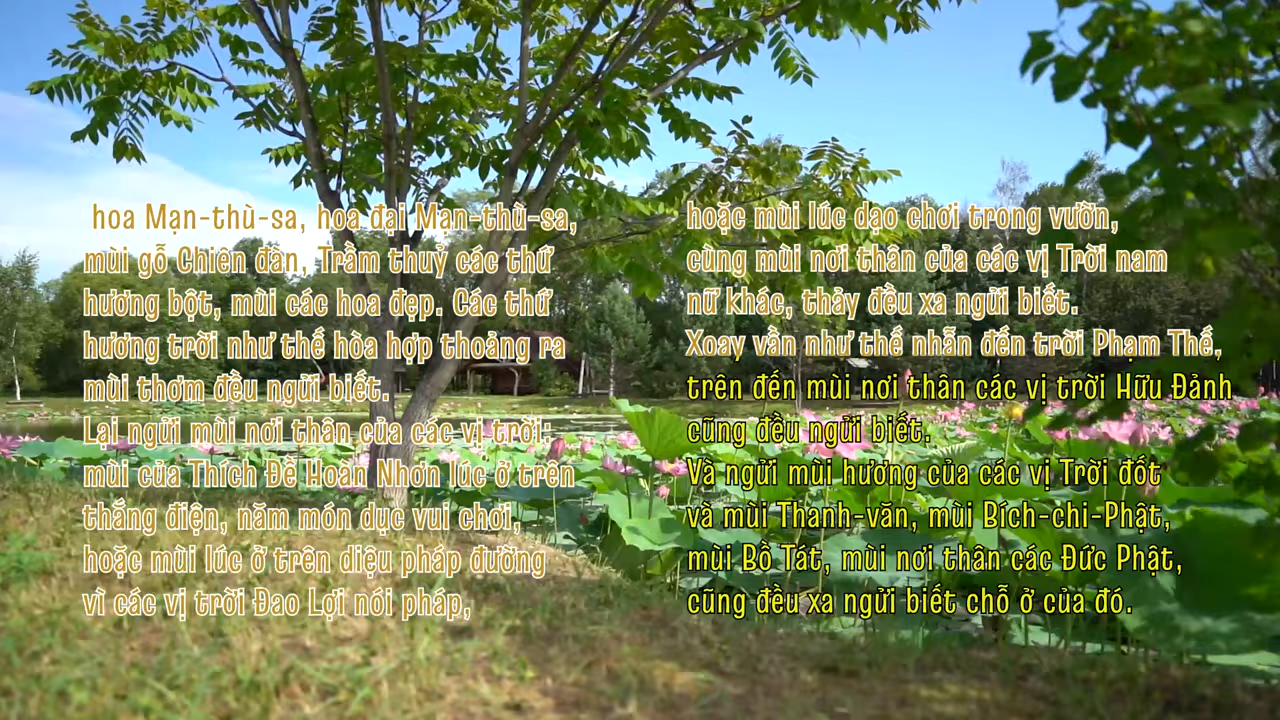 hoa Mạn-thù-sa, hoa đại Mạn-thù-sa,
mùi gỗ Chiên đàn, Trầm thuỷ các thứ
hương bột, mùi các hoa đẹp. Các thứ
hương trời như thế hòa hợp thoảng ra
mùi thơm đều ngửi biết.
Lại ngửi mùi nơi thân của các vị trời:
mùi của Thích Đề Hoàn Nhơn lúc ở trên
thắng điện, năm món dục vui chơi,
hoặc mùi lúc ở trên diệu pháp đường
vì các vị trời Đao Lợi nói pháp,
hoặc mùi lúc dạo chơi trong vườn,
cùng mùi nơi thân của các vị Trời nam
nữ khác, thảy đều xa ngửi biết.
Xoay vần như thế nhẫn đến trời Phạm Thế,
trên đến mùi nơi thân các vị trời Hữu Đảnh
cũng đều ngửi biết.
Và ngửi mùi hương của các vị Trời đốt
và mùi Thanh-văn, mùi Bích-chi-Phật,
mùi Bồ Tát, mùi nơi thân các Đức Phật,
cũng đều xa ngửi biết chỗ ở của đó.